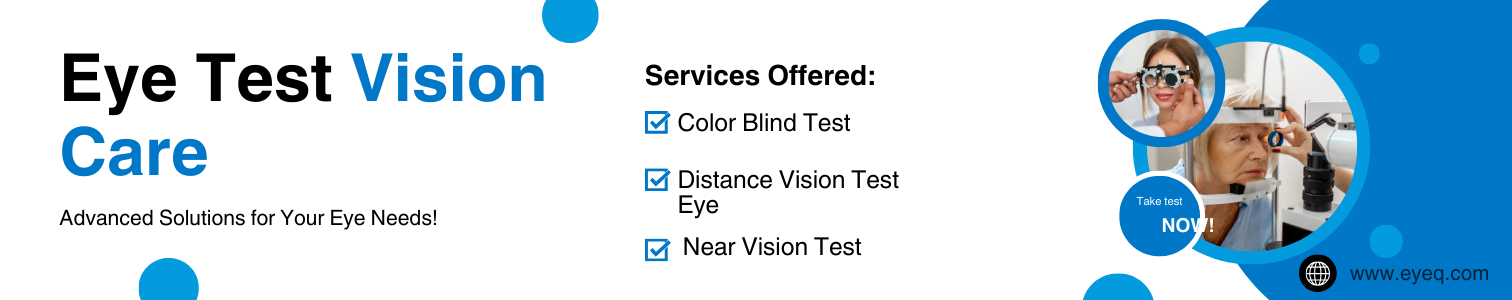 Eye Test Vision
Care
Advanced Solutions for Your Eye Needs!
Services Offered:
Color Blind Test
Distance Vision Test
Eye
Near Vision Test
Take test
NOW!
www.eyeq.com